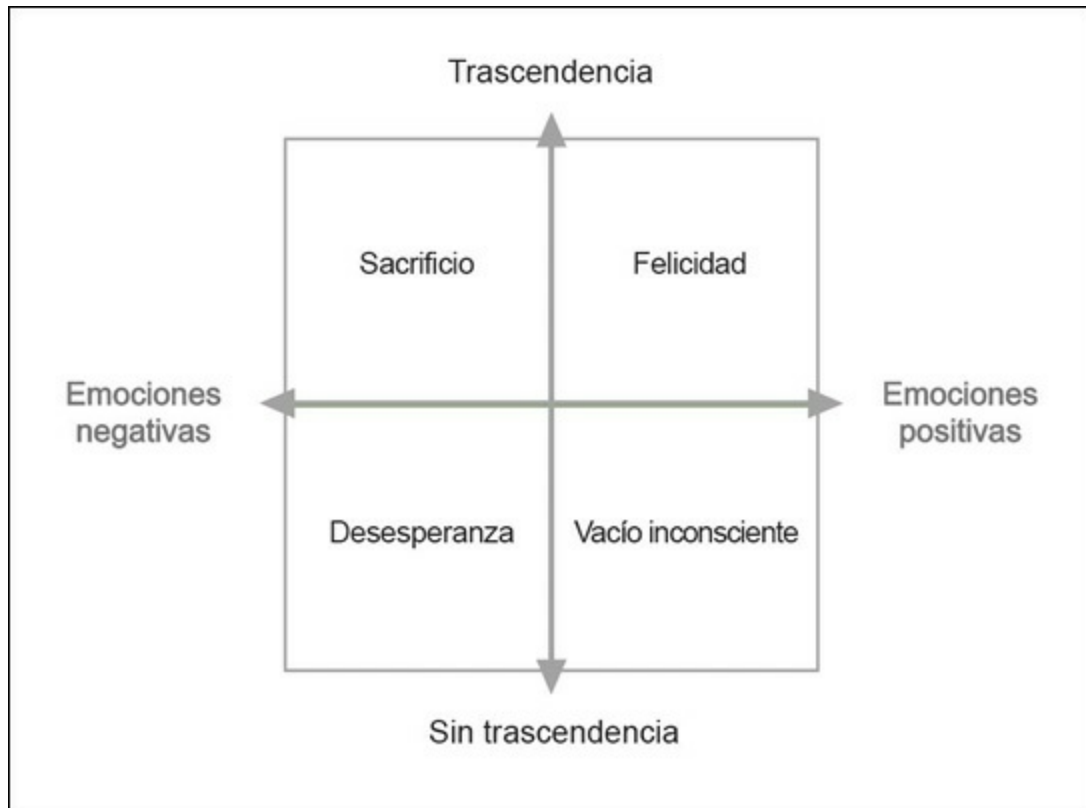 Trascendencia
Sacrificio
Felicidad
Emociones
negativas
Emociones
positivas
Desesperanza
Vacío inconsciente
Sin trascendencia